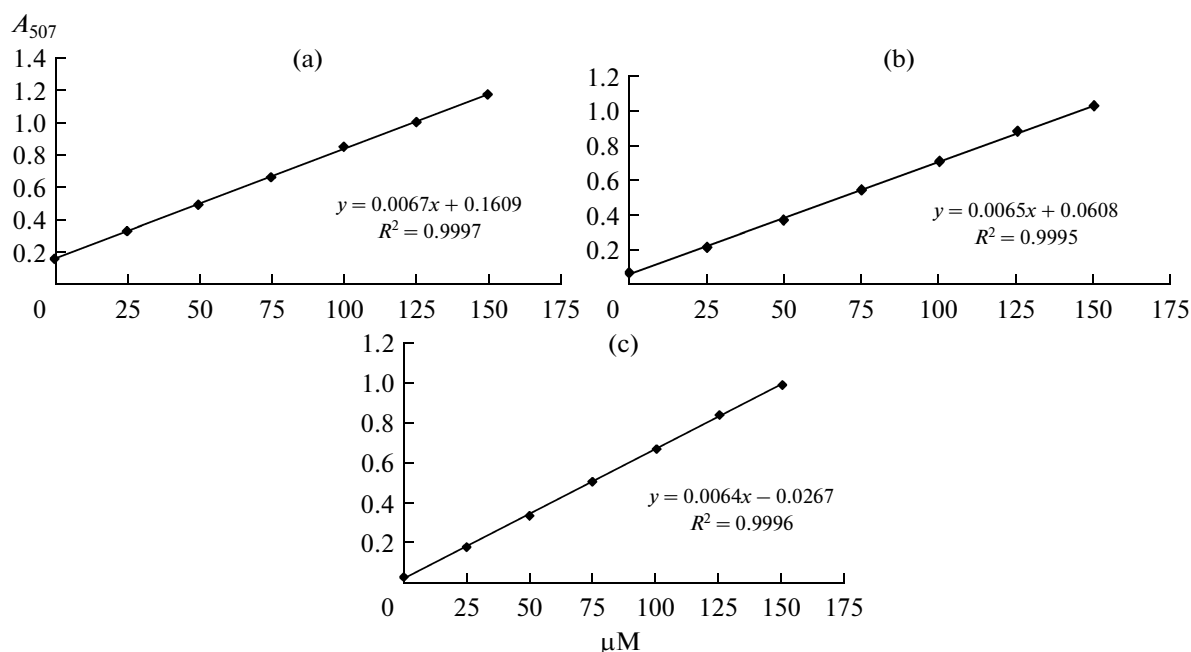 A₅₀₇
(a)
1.4
1.2
1.0
0.8
0.6
0.4
0.2
y = 0.0067x + 0.1609
R² = 0.9997
0 25 50 75 100 125 150 175
(b)
1.2
1.0
0.8
0.6
0.4
0.2
y = 0.0065x + 0.0608
R² = 0.9995
0 25 50 75 100 125 150 175
(c)
1.2
1.0
0.8
0.6
0.4
0.2
y = 0.0064x − 0.0267
R² = 0.9996
0 25 50 75 100 125 150 175
µM